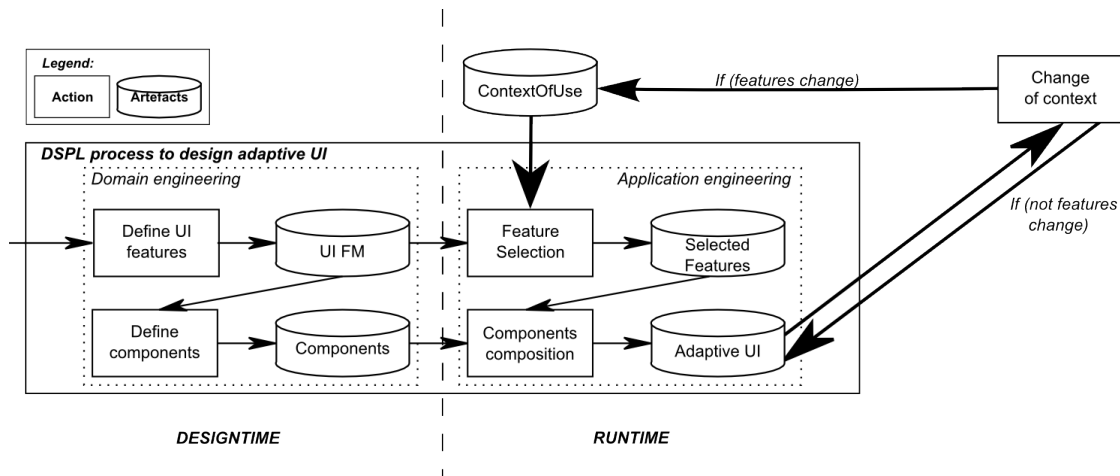 Legend:
Action
Artefacts
ContextOfUse
If (features change)
Change
of context
DSPL process to design adaptive UI
Domain engineering
Application engineering
Define UI
features
UI FM
Feature
Selection
Selected
Features
If (not features
change)
Define
components
Components
Components
composition
Adaptive UI
DESIGNTIME
RUNTIME